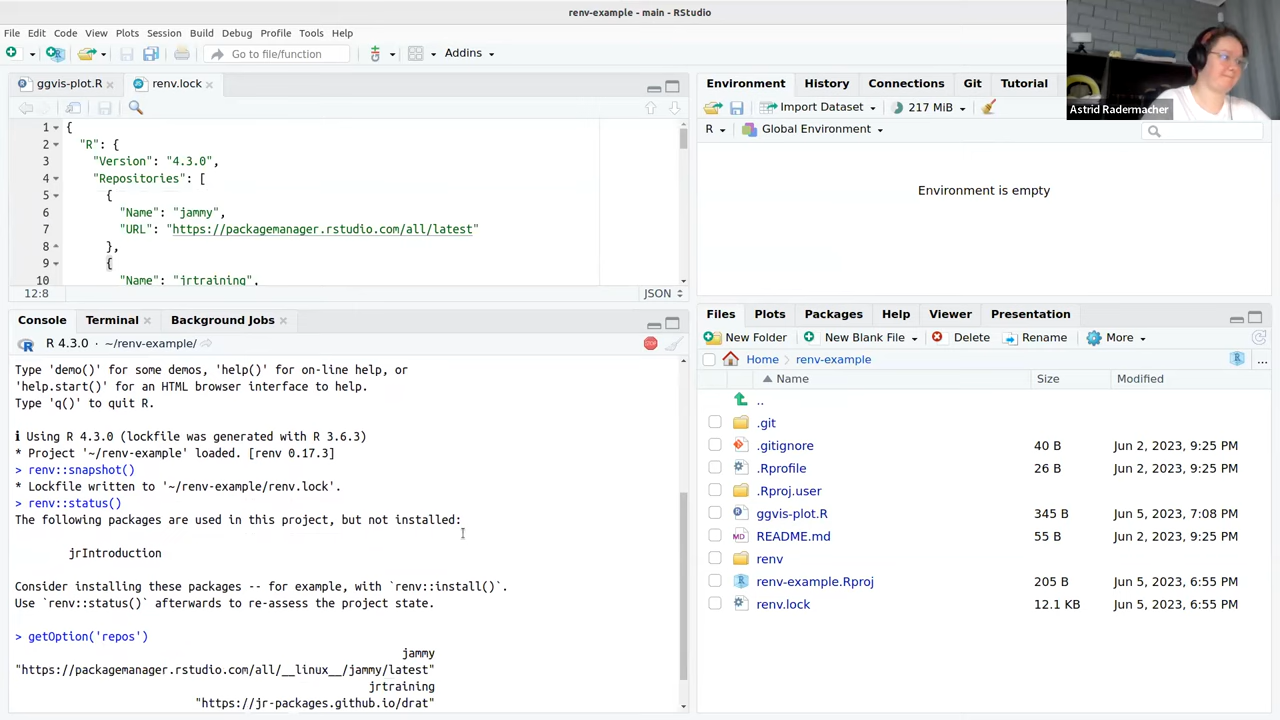 renv-example - main - RStudio
File Edit Code View Plots Session Build Debug Profile Tools Help
Go to file/function
Addins
ggvis-plot.R
renv.lock
1 {
2 "R": {
3 "Version": "4.3.0",
4 "Repositories": [
5 {
6 "Name": "jammy",
7 "URL": "https://packagemanager.rstudio.com/all/latest"
8 },
9 {
10 "Name": "jrtraining",
12:8
JSON
Console Terminal Background Jobs
R 4.3.0 · ~/renv-example/
STOP
Type 'demo()' for some demos, 'help()' for on-line help, or
'help.start()' for an HTML browser interface to help.
Type 'q()' to quit R.
ℹ Using R 4.3.0 (lockfile was generated with R 3.6.3)
* Project '~/renv-example' loaded. [renv 0.17.3]
> renv::snapshot()
* Lockfile written to '~/renv-example/renv.lock'.
> renv::status()
The following packages are used in this project, but not installed:
jrIntroduction
Consider installing these packages -- for example, with `renv::install()`.
Use `renv::status()` afterwards to re-assess the project state.
> getOption('repos')
jammy
"https://packagemanager.rstudio.com/all/__linux__/jammy/latest"
jrtraining
"https://jr-packages.github.io/drat"
Environment History Connections Git Tutorial
Import Dataset 217 MiB
R Global Environment
Environment is empty
Astrid Radermacher
Files Plots Packages Help Viewer Presentation
New Folder New Blank File Delete Rename More
Home renv-example ...
Name Size Modified
..
.git
.gitignore 40 B Jun 2, 2023, 9:25 PM
.Rprofile 26 B Jun 2, 2023, 9:25 PM
.Rproj.user
ggvis-plot.R 345 B Jun 5, 2023, 7:08 PM
README.md 55 B Jun 2, 2023, 9:25 PM
renv
renv-example.Rproj 205 B Jun 5, 2023, 6:55 PM
renv.lock 12.1 KB Jun 5, 2023, 6:55 PM